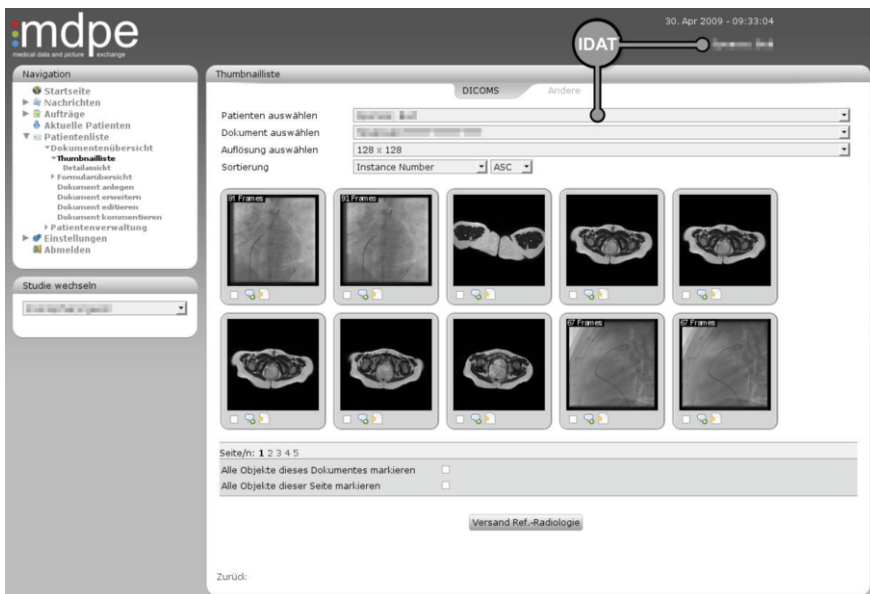 mdpe
medical data and picture exchange
30. Apr 2009 - 09:33:04
IDAT
Navigation
Startseite
Nachrichten
Aufträge
Aktuelle Patienten
Patientenliste
Dokumentenübersicht
Thumbnailliste
Detailansicht
Formularübersicht
Dokument anlegen
Dokument erweitern
Dokument editieren
Dokument kommentieren
Patientenverwaltung
Einstellungen
Abmelden
Studie wechseln
Thumbnailliste
DICOMS Andere
Patienten auswählen
Dokument auswählen
Auflösung auswählen 128 x 128
Sortierung Instance Number ASC
91 Frames 91 Frames
67 Frames 67 Frames
Seite/n: 1 2 3 4 5
Alle Objekte dieses Dokumentes markieren
Alle Objekte dieser Seite markieren
Versand Ref.-Radiologie
Zurück